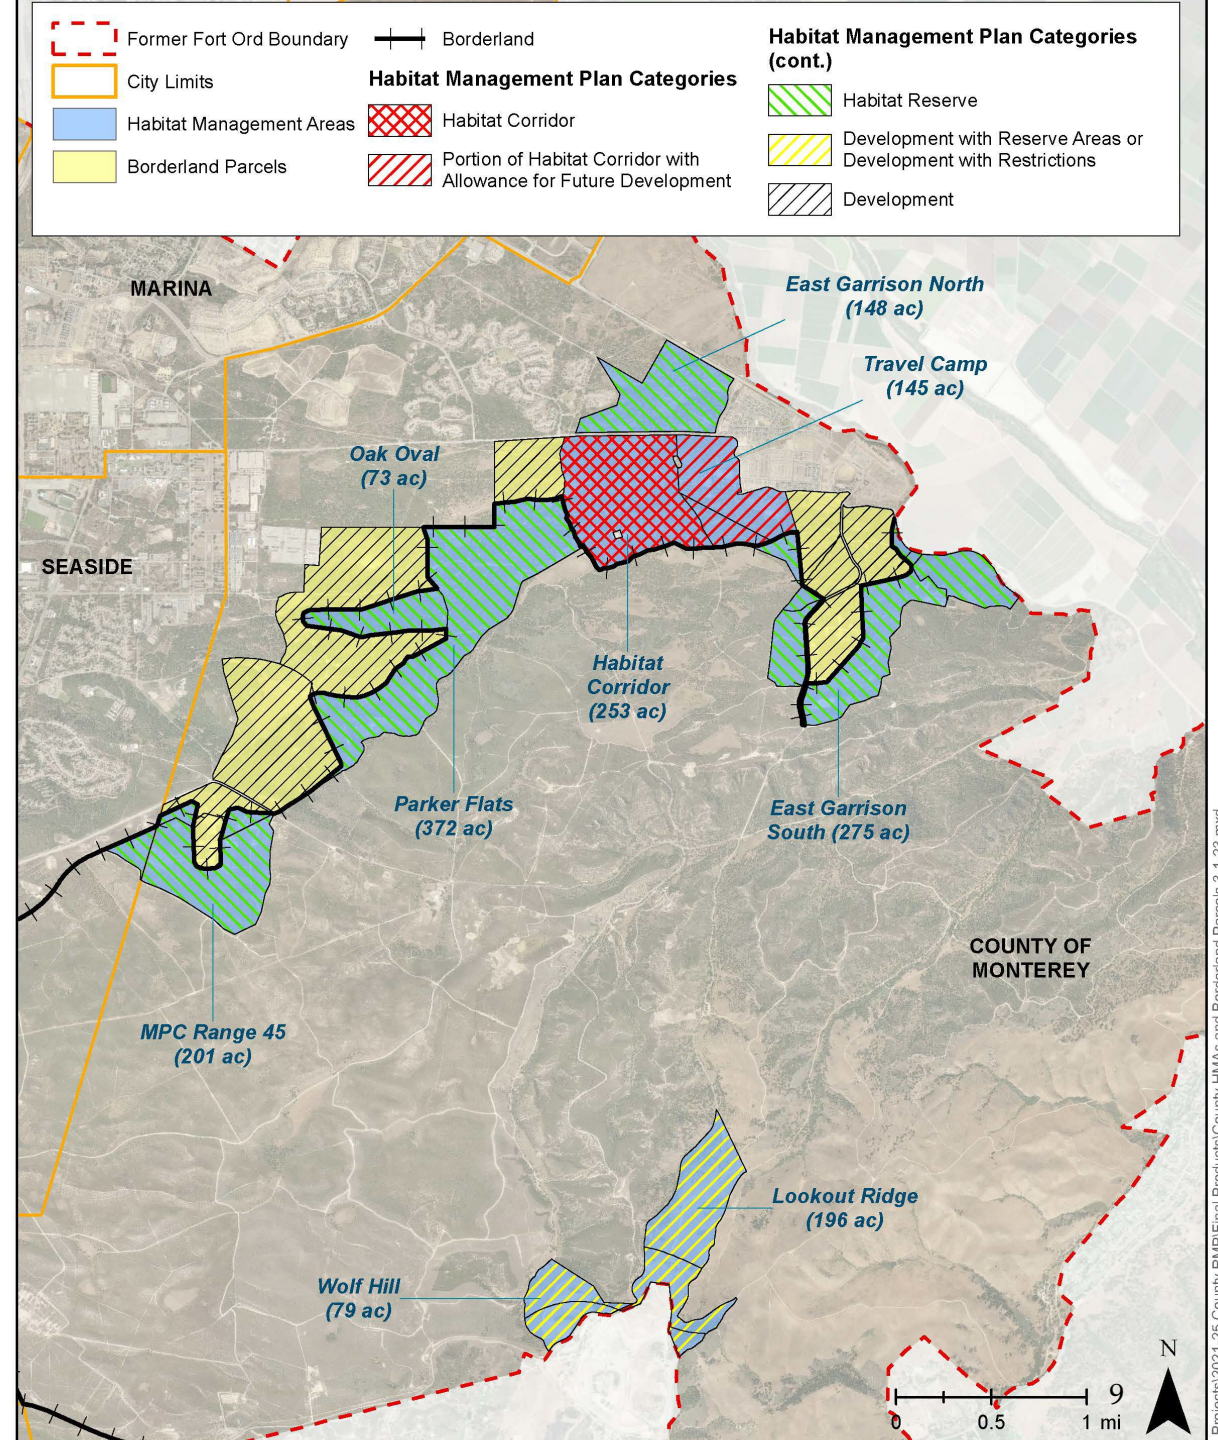 Former Fort Ord Boundary
City Limits
Habitat Management Areas
Borderland Parcels
Borderland
Habitat Management Plan Categories
Habitat Corridor
Portion of Habitat Corridor with
Allowance for Future Development
Habitat Management Plan Categories
(cont.)
Habitat Reserve
Development with Reserve Areas or
Development with Restrictions
Development
MARINA
East Garrison North
(148 ac)
Travel Camp
(145 ac)
Oak Oval
(73 ac)
SEASIDE
Habitat
Corridor
(253 ac)
Parker Flats
(372 ac)
East Garrison
South (275 ac)
COUNTY OF
MONTEREY
MPC Range 45
(201 ac)
Lookout Ridge
(196 ac)
Wolf Hill
(79 ac)
N
9
0 0.5 1 mi